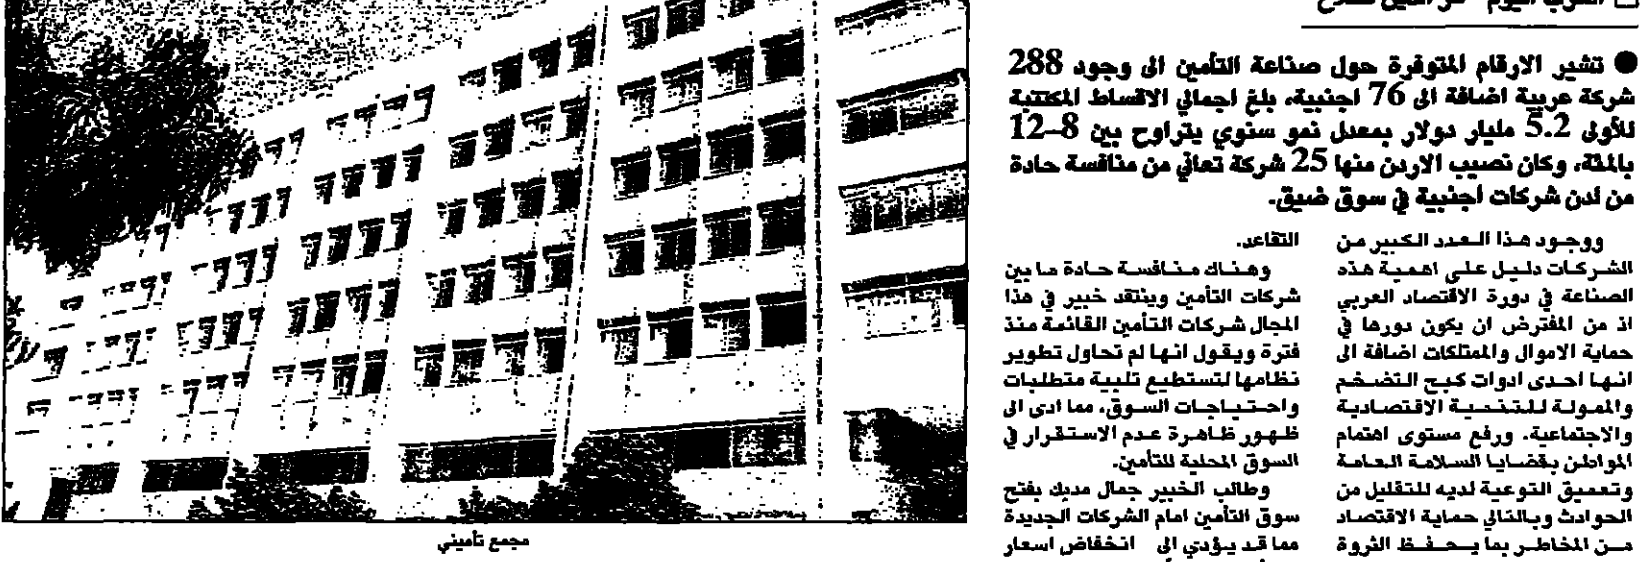 العرب اليوم
● تشير الارقام المتوفرة حول صناعة التأمين الى وجود 288
شركة عربية اضافة الى 76 اجنبية، بلغ اجمالي الاقساط المكتتبة
للأولى 5.2 مليار دولار بمعدل نمو سنوي يتراوح بين 8–12
بالمئة، وكان نصيب الاردن منها 25 شركة تعاني من منافسة حادة
من لدن شركات اجنبية في سوق ضيق.
ووجود هذا العدد الكبير من
الشركات دليل على اهمية هذه
الصناعة في دورة الاقتصاد العربي
اذ من المفترض ان يكون دورها في
حماية الاموال والممتلكات اضافة الى
انها احدى ادوات كبح التضخم
والممولة للتنمية الاقتصادية
والاجتماعية، ورفع مستوى اهتمام
المواطن بقضايا السلامة العامة
وتعميق التوعية لديه للتقليل من
الحوادث وبالتالي حماية الاقتصاد
من المخاطر بما يحفظ الثروة
التقاعد.
وهناك منافسة حادة ما بين
شركات التأمين وينتقد خبير في هذا
المجال شركات التأمين القائمة منذ
فترة ويقول انها لم تحاول تطوير
نظامها لتستطيع تلبية متطلبات
واحتياجات السوق، مما ادى الى
ظهور ظاهرة عدم الاستقرار في
السوق المحلية للتأمين.
وطالب الخبير جمال مديك بفتح
سوق التأمين امام الشركات الجديدة
مما قد يؤدي الى انخفاض اسعار
مجمع تأميني